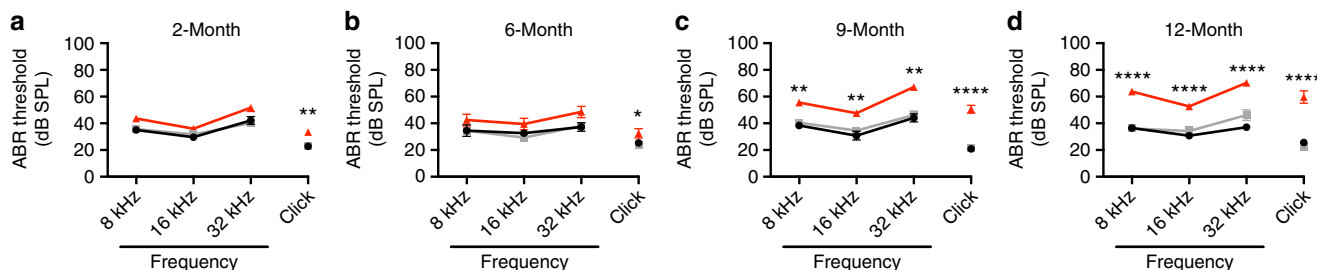 a
2-Month
ABR threshold
(dB SPL)
100
80
60
40
20
0
**
8 kHz
16 kHz
32 kHz
Click
Frequency
b
6-Month
ABR threshold
(dB SPL)
100
80
60
40
20
0
*
8 kHz
16 kHz
32 kHz
Click
Frequency
c
9-Month
ABR threshold
(dB SPL)
100
80
60
40
20
0
**
**
**
****
8 kHz
16 kHz
32 kHz
Click
Frequency
d
12-Month
ABR threshold
(dB SPL)
100
80
60
40
20
0
****
****
****
****
8 kHz
16 kHz
32 kHz
Click
Frequency